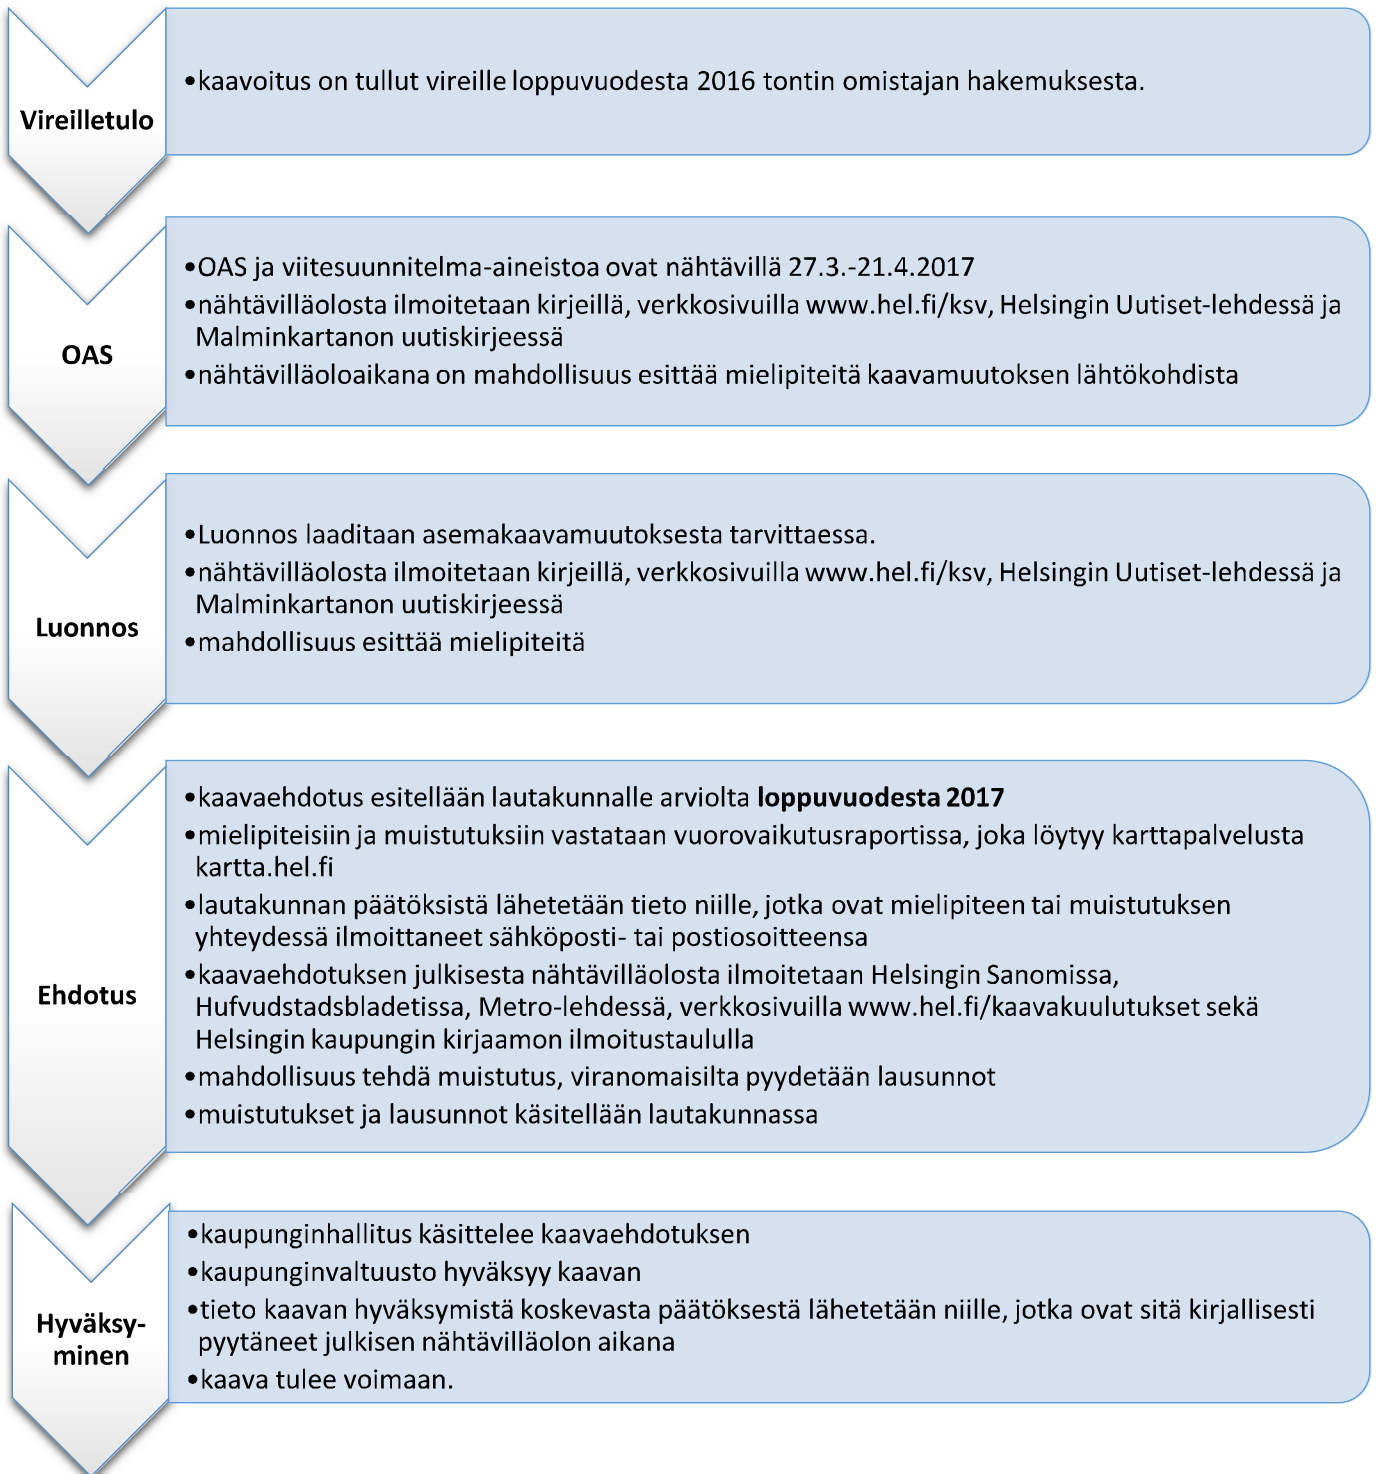 Vireilletulo
•kaavoitus on tullut vireille loppuvuodesta 2016 tontin omistajan hakemuksesta.
OAS
•OAS ja viitesuunnitelma-aineistoa ovat nähtävillä 27.3.-21.4.2017
•nähtävilläolosta ilmoitetaan kirjeillä, verkkosivuilla www.hel.fi/ksv, Helsingin Uutiset-lehdessä ja
Malminkartanon uutiskirjeessä
•nähtävilläoloaikana on mahdollisuus esittää mielipiteitä kaavamuutoksen lähtökohdista
Luonnos
•Luonnos laaditaan asemakaavamuutoksesta tarvittaessa.
•nähtävilläolosta ilmoitetaan kirjeillä, verkkosivuilla www.hel.fi/ksv, Helsingin Uutiset-lehdessä ja
Malminkartanon uutiskirjeessä
•mahdollisuus esittää mielipiteitä
Ehdotus
•kaavaehdotus esitellään lautakunnalle arviolta loppuvuodesta 2017
•mielipiteisiin ja muistutuksiin vastataan vuorovaikutusraportissa, joka löytyy karttapalvelusta
kartta.hel.fi
•lautakunnan päätöksistä lähetetään tieto niille, jotka ovat mielipiteen tai muistutuksen
yhteydessä ilmoittaneet sähköposti- tai postiosoitteensa
•kaavaehdotuksen julkisesta nähtävilläolosta ilmoitetaan Helsingin Sanomissa,
Hufvudstadsbladetissa, Metro-lehdessä, verkkosivuilla www.hel.fi/kaavakuulutukset sekä
Helsingin kaupungin kirjaamon ilmoitustaululla
•mahdollisuus tehdä muistutus, viranomaisilta pyydetään lausunnot
•muistutukset ja lausunnot käsitellään lautakunnassa
Hyväksy-
minen
•kaupunginhallitus käsittelee kaavaehdotuksen
•kaupunginvaltuusto hyväksyy kaavan
•tieto kaavan hyväksymistä koskevasta päätöksestä lähetetään niille, jotka ovat sitä kirjallisesti
pyytäneet julkisen nähtävilläolon aikana
•kaava tulee voimaan.